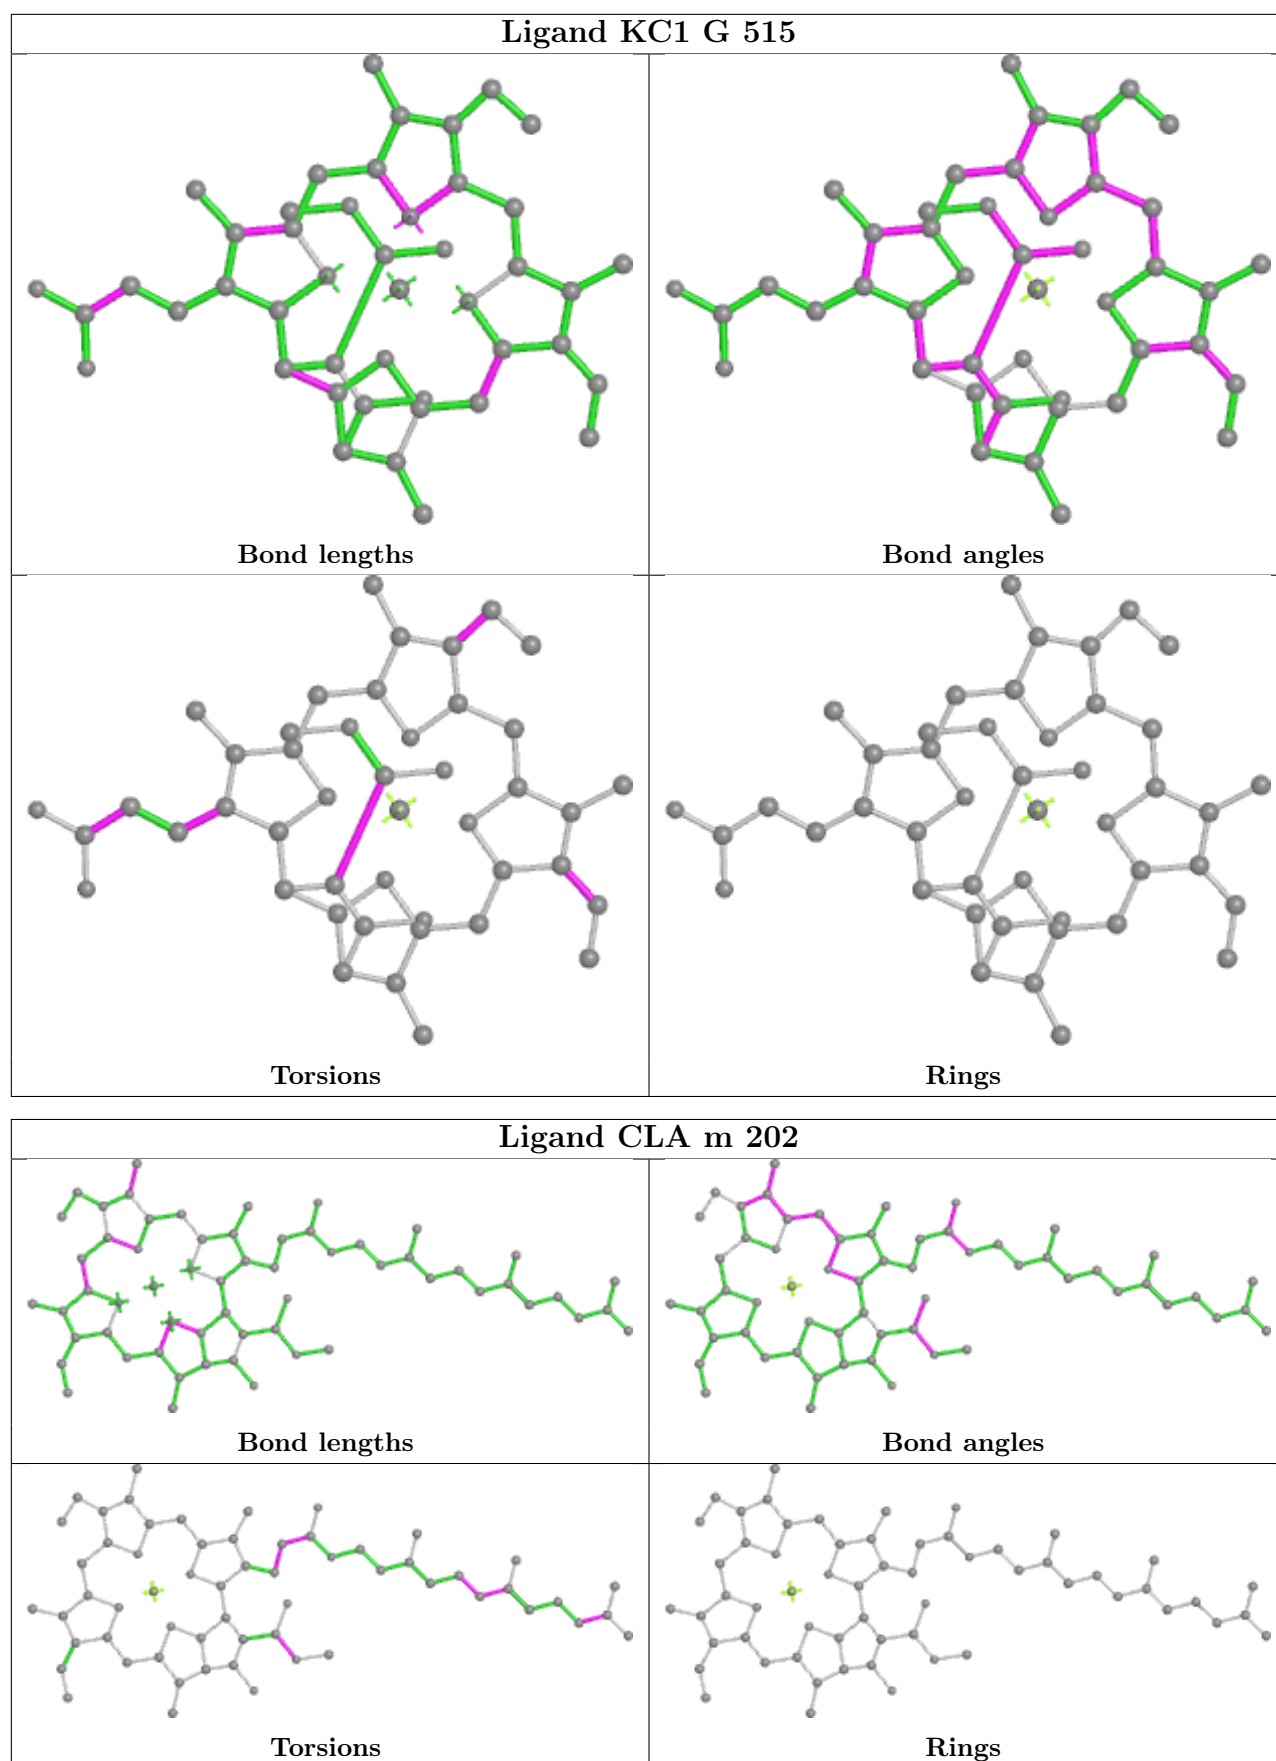 Ligand KC1 G 515
Bond lengths
Bond angles
Torsions
Rings
Ligand CLA m 202
Bond lengths
Bond angles
Torsions
Rings